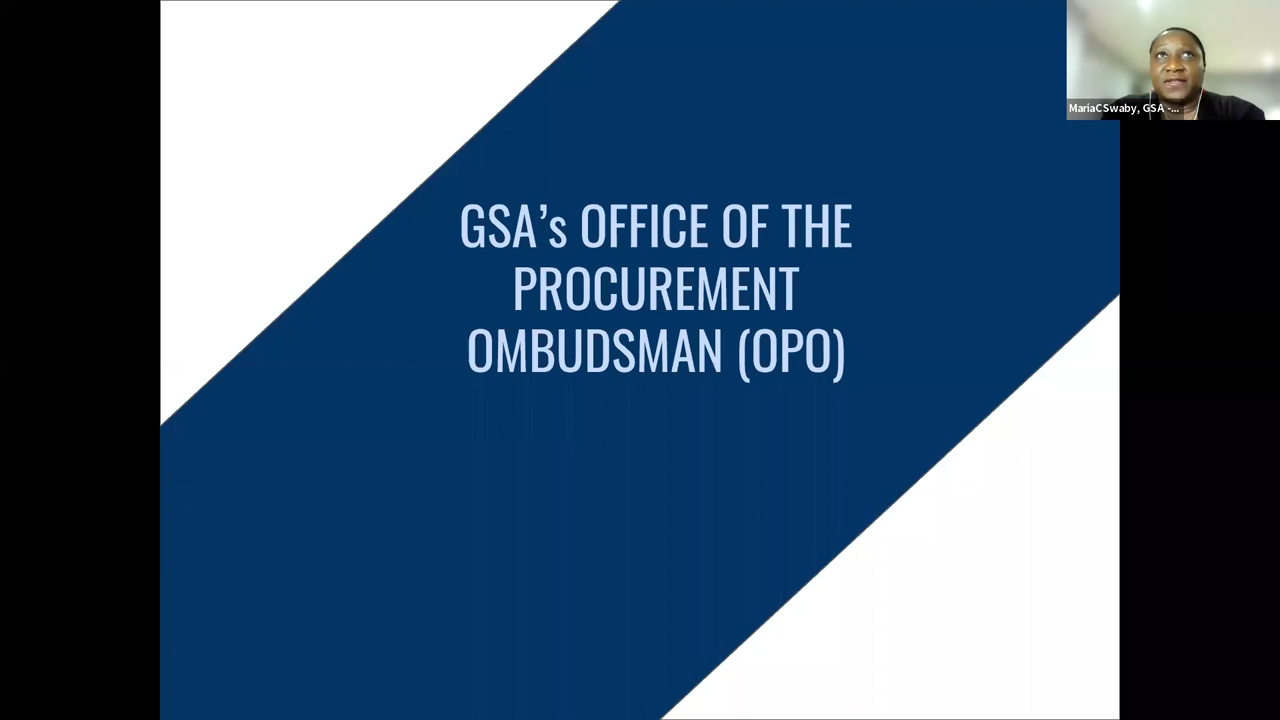 GSA’s OFFICE OF THE
PROCUREMENT
OMBUDSMAN (OPO)
MariaCSwaby, GSA -...